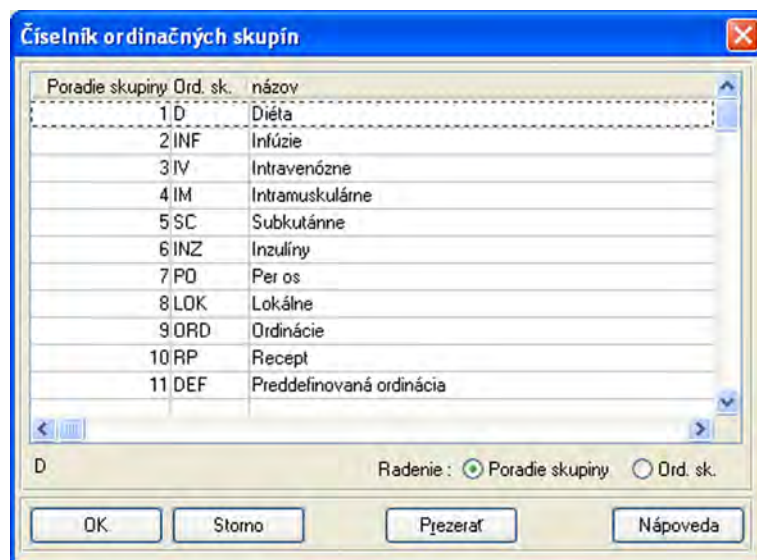 Číselník ordinačných skupín
Poradie skupiny Ord. sk. názov
1 D Diéta
2 INF Infúzie
3 IV Intravenózne
4 IM Intramuskulárne
5 SC Subkutánne
6 INZ Inzulíny
7 PO Per os
8 LOK Lokálne
9 ORD Ordinácie
10 RP Recept
11 DEF Preddefinovaná ordinácia
D Radenie : Poradie skupiny Ord. sk.
OK Storno Prezerať Nápoveda